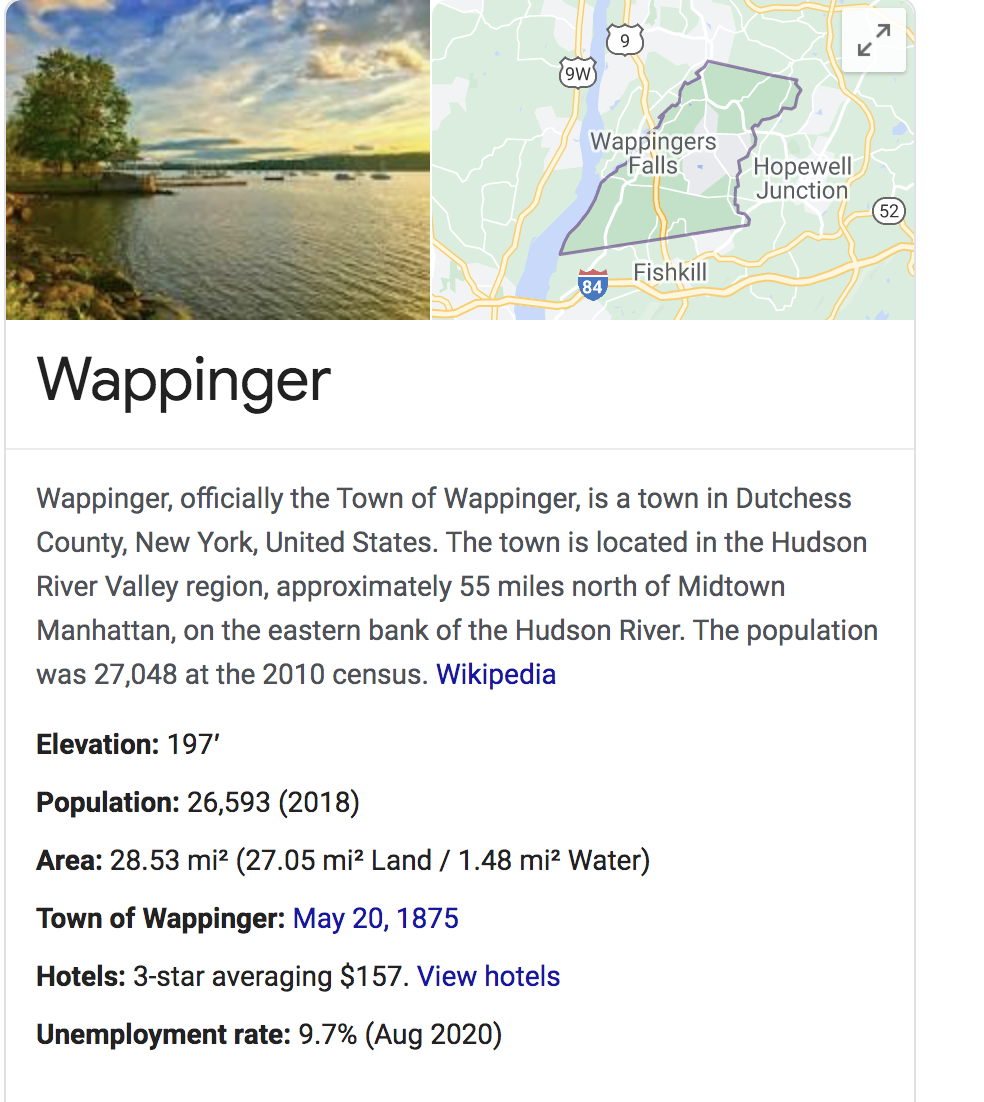 9
9W
Wappingers
Falls
Hopewell
Junction
52
Fishkill
84
Wappinger
Wappinger, officially the Town of Wappinger, is a town in Dutchess
County, New York, United States. The town is located in the Hudson
River Valley region, approximately 55 miles north of Midtown
Manhattan, on the eastern bank of the Hudson River. The population
was 27,048 at the 2010 census. Wikipedia
Elevation: 197′
Population: 26,593 (2018)
Area: 28.53 mi² (27.05 mi² Land / 1.48 mi² Water)
Town of Wappinger: May 20, 1875
Hotels: 3-star averaging $157. View hotels
Unemployment rate: 9.7% (Aug 2020)